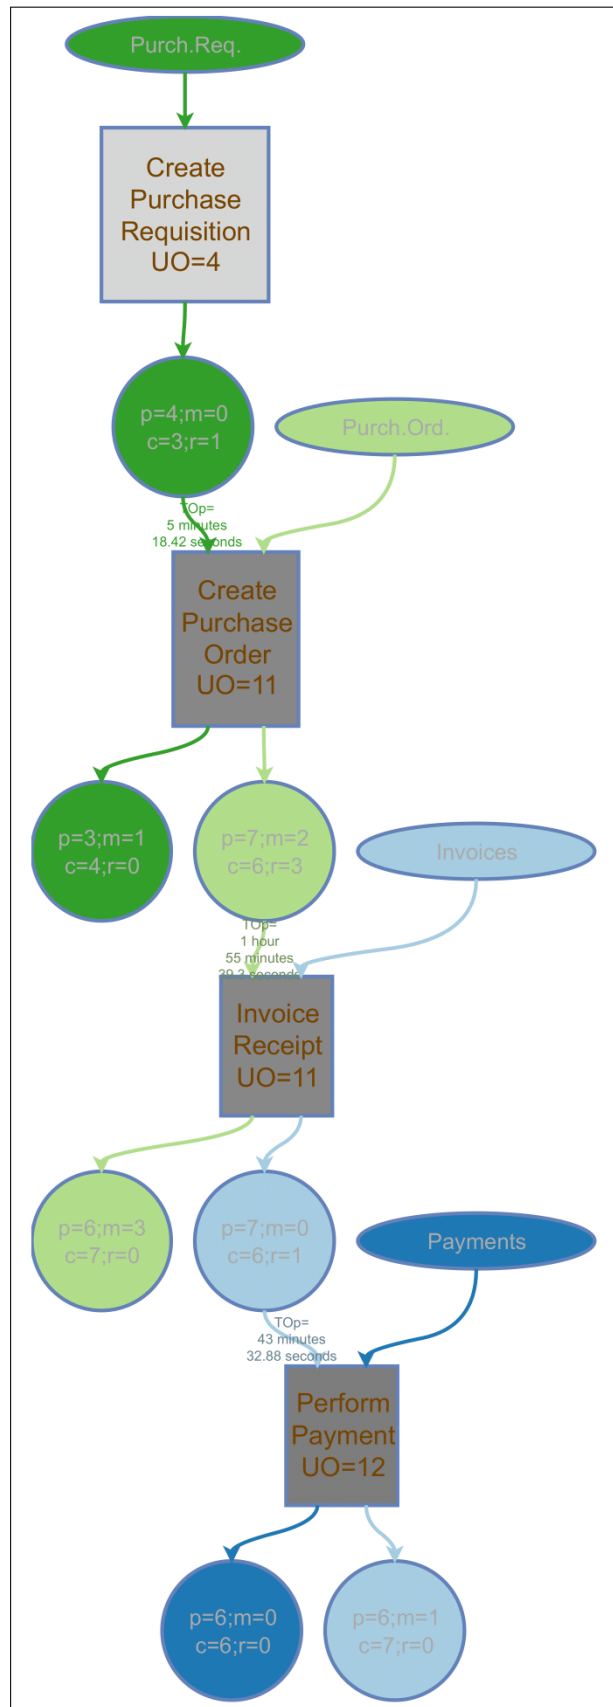 Purch.Req.
Create
Purchase
Requisition
UO=4
p=4;m=0
c=3;r=1
Purch.Ord.
TOp=
5 minutes
18.42 seconds
Create
Purchase
Order
UO=11
p=3;m=1
c=4;r=0
p=7;m=2
c=6;r=3
Invoices
TOp=
1 hour
55 minutes
39.3 seconds
Invoice
Receipt
UO=11
p=6;m=3
c=7;r=0
p=7;m=0
c=6;r=1
Payments
TOp=
43 minutes
32.88 seconds
Perform
Payment
UO=12
p=6;m=0
c=6;r=0
p=6;m=1
c=7;r=0